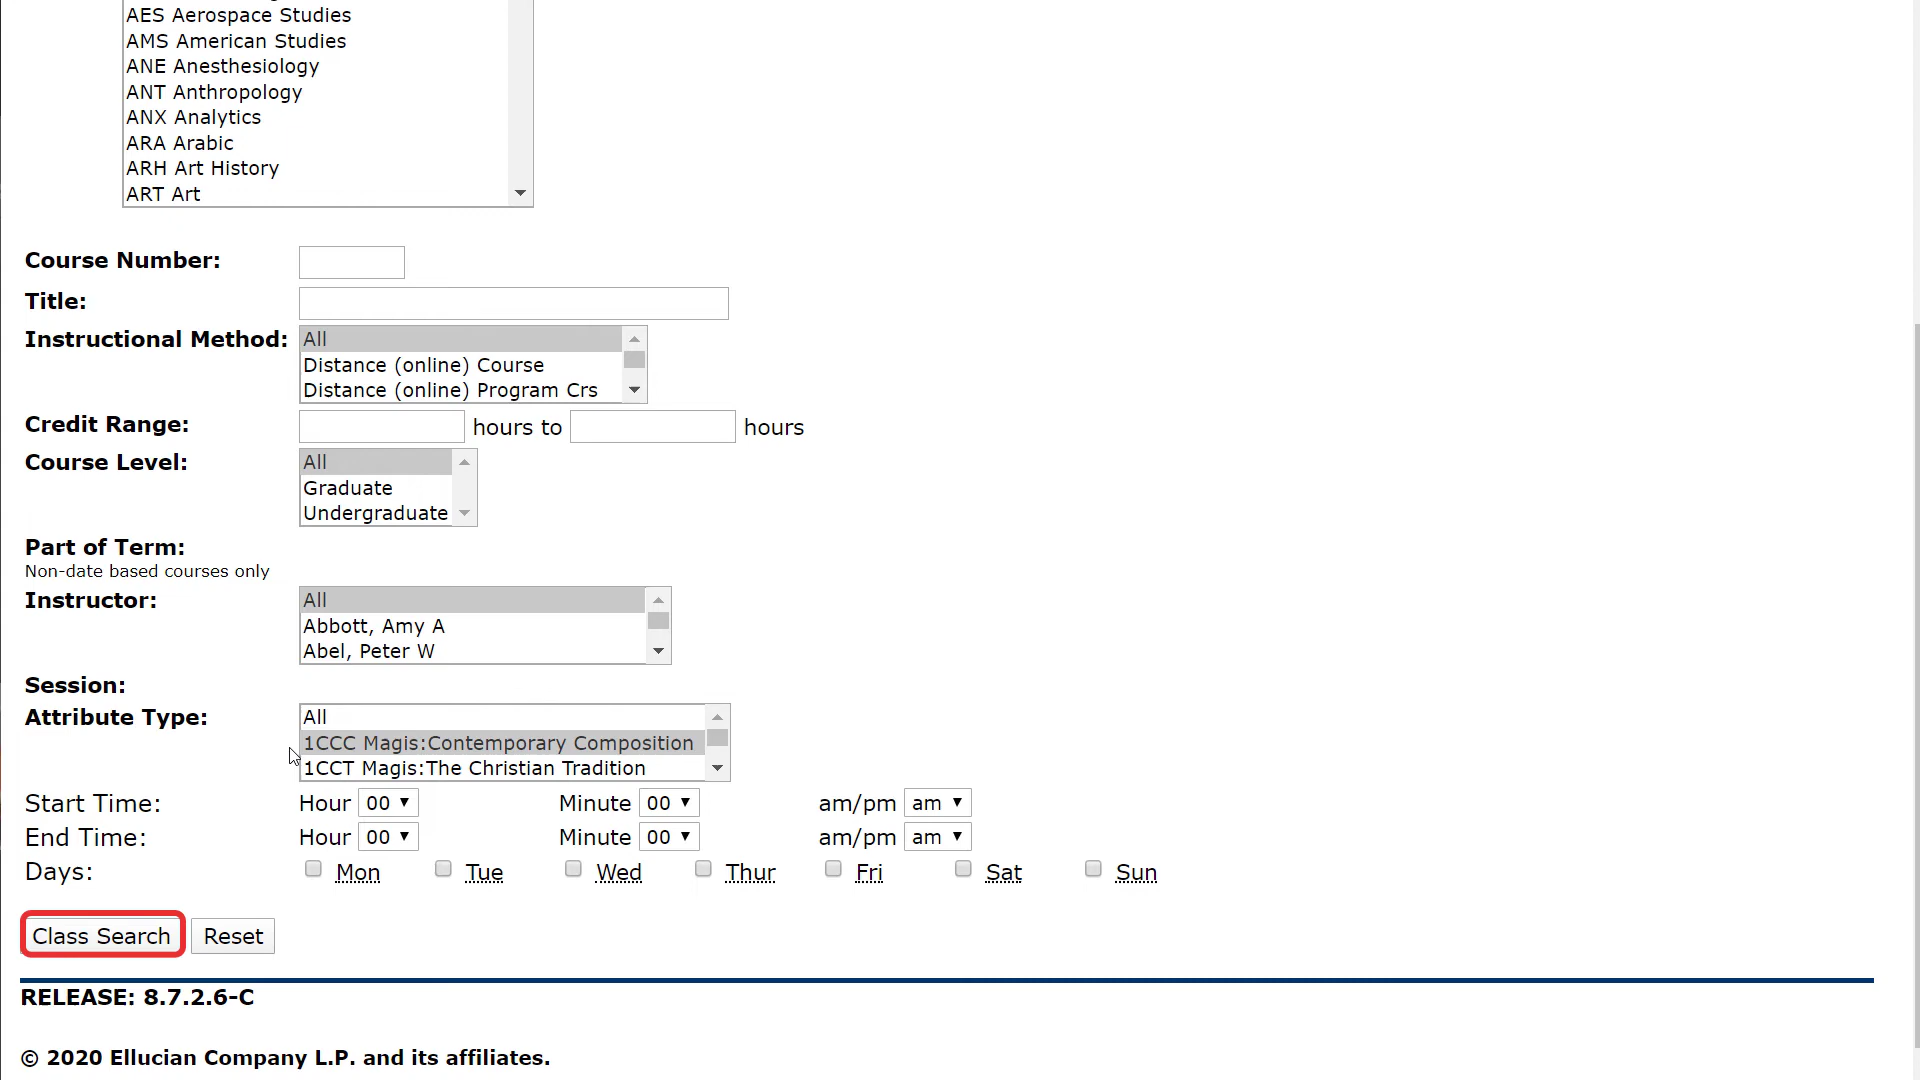 AES Aerospace Studies
AMS American Studies
ANE Anesthesiology
ANT Anthropology
ANX Analytics
ARA Arabic
ARH Art History
ART Art
Course Number:
Title:
Instructional Method: All
Distance (online) Course
Distance (online) Program Crs
Credit Range: hours to hours
Course Level: All
Graduate
Undergraduate
Part of Term:
Non-date based courses only
Instructor: All
Abbott, Amy A
Abel, Peter W
Session:
Attribute Type: All
1CCC Magis:Contemporary Composition
1CCT Magis:The Christian Tradition
Start Time: Hour 00 Minute 00 am/pm am
End Time: Hour 00 Minute 00 am/pm am
Days: Mon Tue Wed Thur Fri Sat Sun
Class Search Reset
RELEASE: 8.7.2.6-C
© 2020 Ellucian Company L.P. and its affiliates.